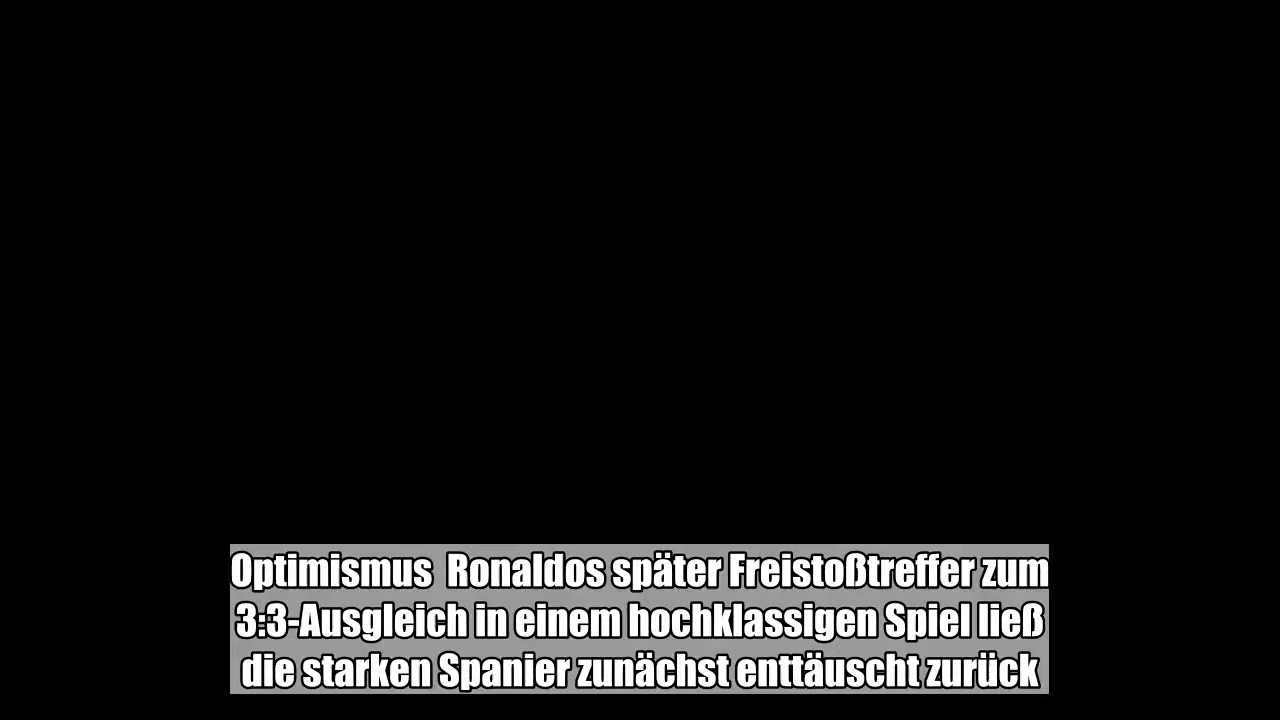 Optimismus  Ronaldos später Freistoßtreffer zum
3:3-Ausgleich in einem hochklassigen Spiel ließ
die starken Spanier zunächst enttäuscht zurück